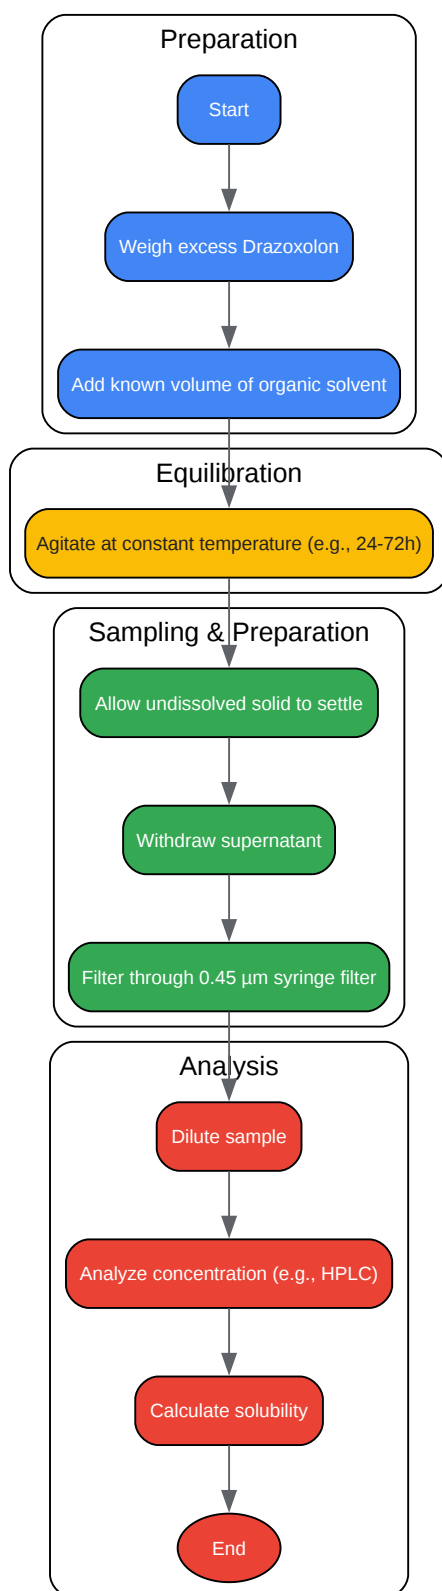 Preparation
Start
Weigh excess Drazoxolon
Add known volume of organic solvent
Equilibration
Agitate at constant temperature (e.g., 24-72h)
Sampling & Preparation
Allow undissolved solid to settle
Withdraw supernatant
Filter through 0.45 µm syringe filter
Analysis
Dilute sample
Analyze concentration (e.g., HPLC)
Calculate solubility
End